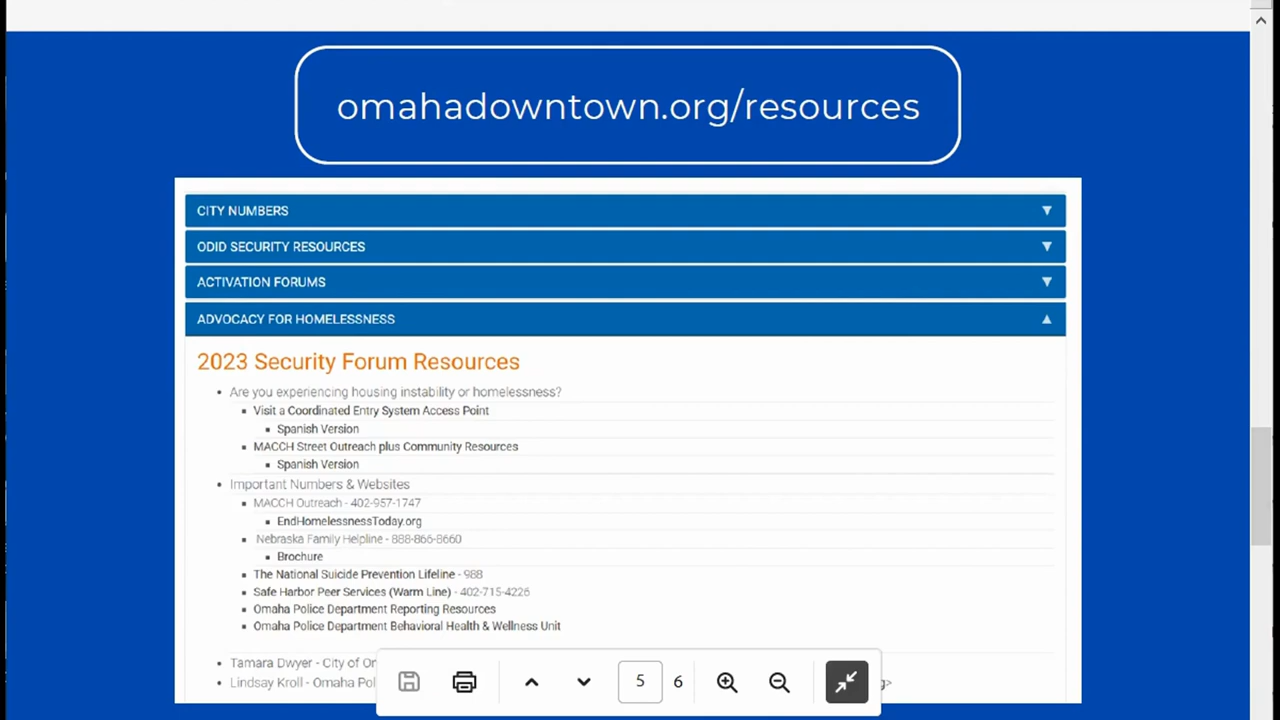 omahadowntown.org/resources
CITY NUMBERS
ODID SECURITY RESOURCES
ACTIVATION FORUMS
ADVOCACY FOR HOMELESSNESS
2023 Security Forum Resources
Are you experiencing housing instability or homelessness?
Visit a Coordinated Entry System Access Point
Spanish Version
MACCH Street Outreach plus Community Resources
Spanish Version
Important Numbers & Websites
MACCH Outreach - 402-957-1747
EndHomelessnessToday.org
Nebraska Family Helpline - 888-866-8660
Brochure
The National Suicide Prevention Lifeline - 988
Safe Harbor Peer Services (Warm Line) - 402-715-4226
Omaha Police Department Reporting Resources
Omaha Police Department Behavioral Health & Wellness Unit
Tamara Dwyer - City of
Lindsay Kroll - Omaha
5 6